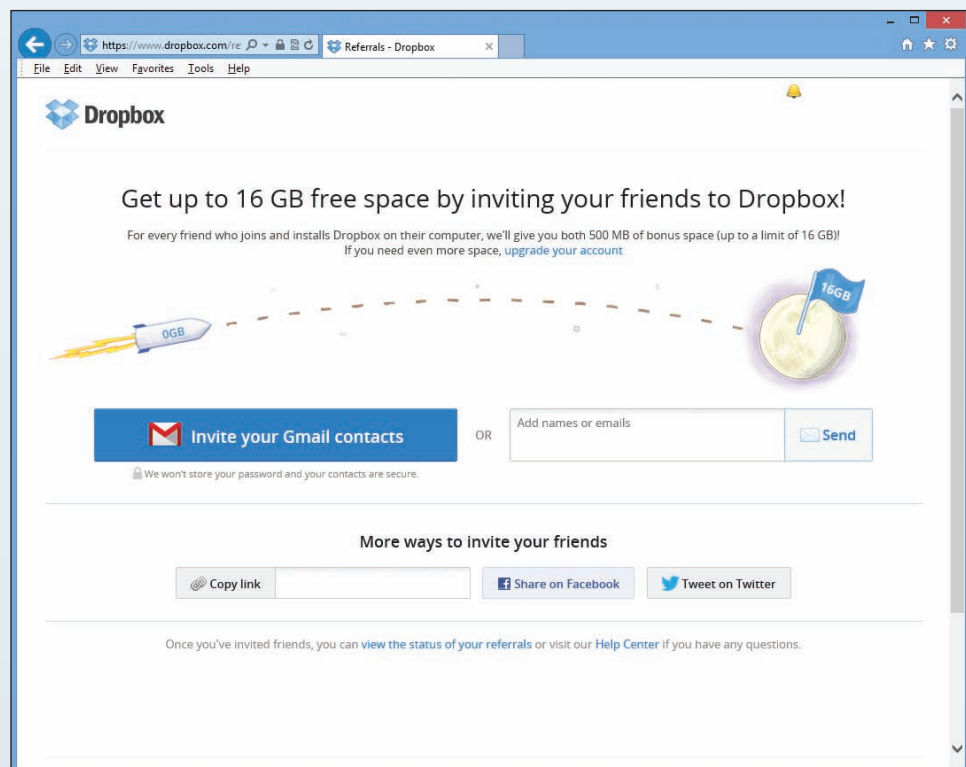 https://www.dropbox.com/re
Referrals - Dropbox
File Edit View Favorites Tools Help
Dropbox
Get up to 16 GB free space by inviting your friends to Dropbox!
For every friend who joins and installs Dropbox on their computer, we'll give you both 500 MB of bonus space (up to a limit of 16 GB)!
If you need even more space, upgrade your account
16GB
0GB
Invite your Gmail contacts
OR
Add names or emails
Send
We won't store your password and your contacts are secure.
More ways to invite your friends
Copy link
Share on Facebook
Tweet on Twitter
Once you've invited friends, you can view the status of your referrals or visit our Help Center if you have any questions.